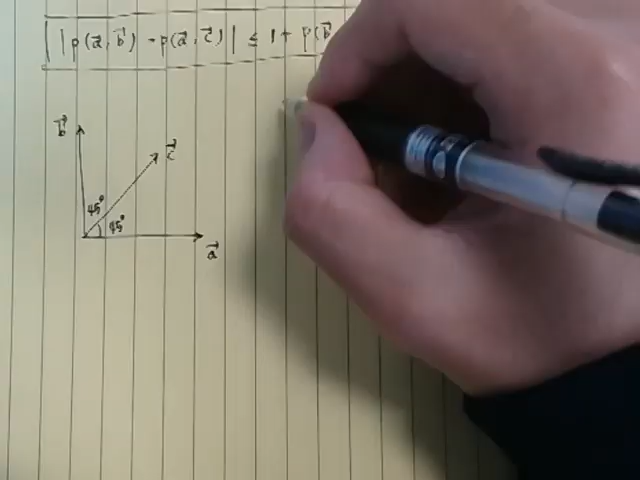 | p(a⃗, b⃗) - p(a⃗, c⃗) | ≤ 1 + p(b⃗
b⃗
c⃗
45°
45°
a⃗